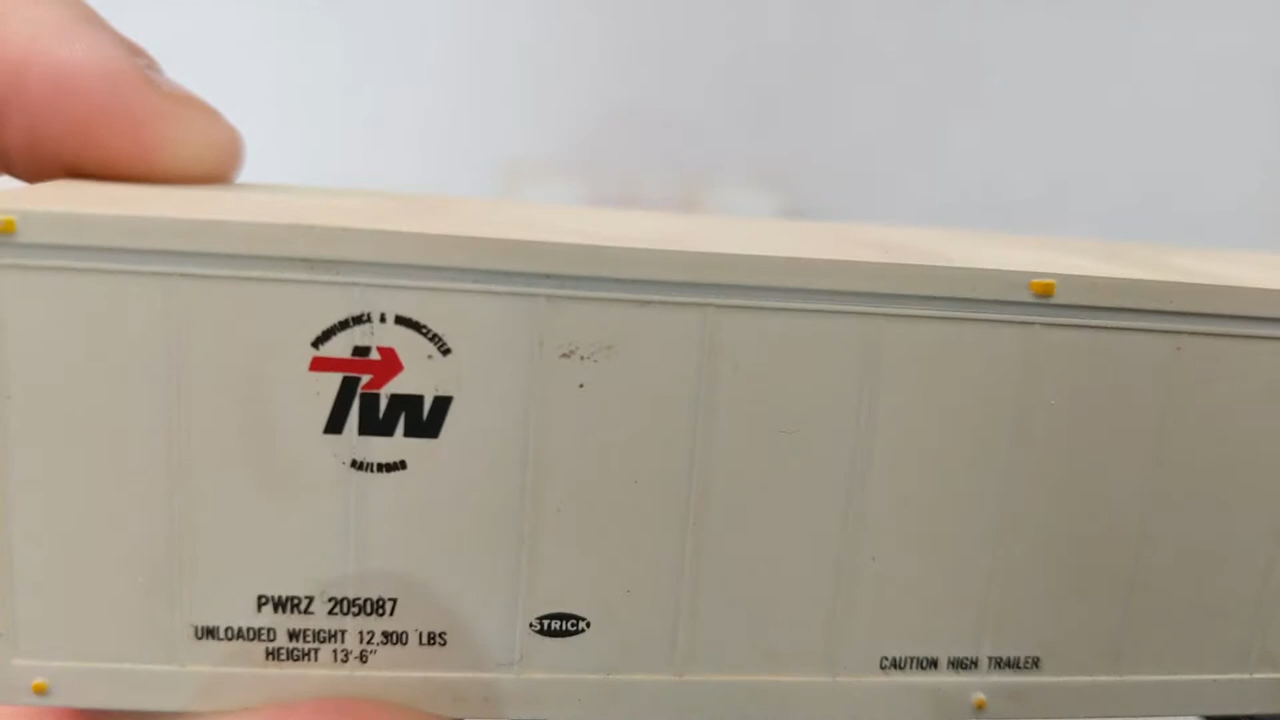 PROVIDENCE & WORCESTER
PW
RAILROAD
PWRZ 205087
UNLOADED WEIGHT 12,300 LBS
HEIGHT 13'-6"
STRICK
CAUTION HIGH TRAILER